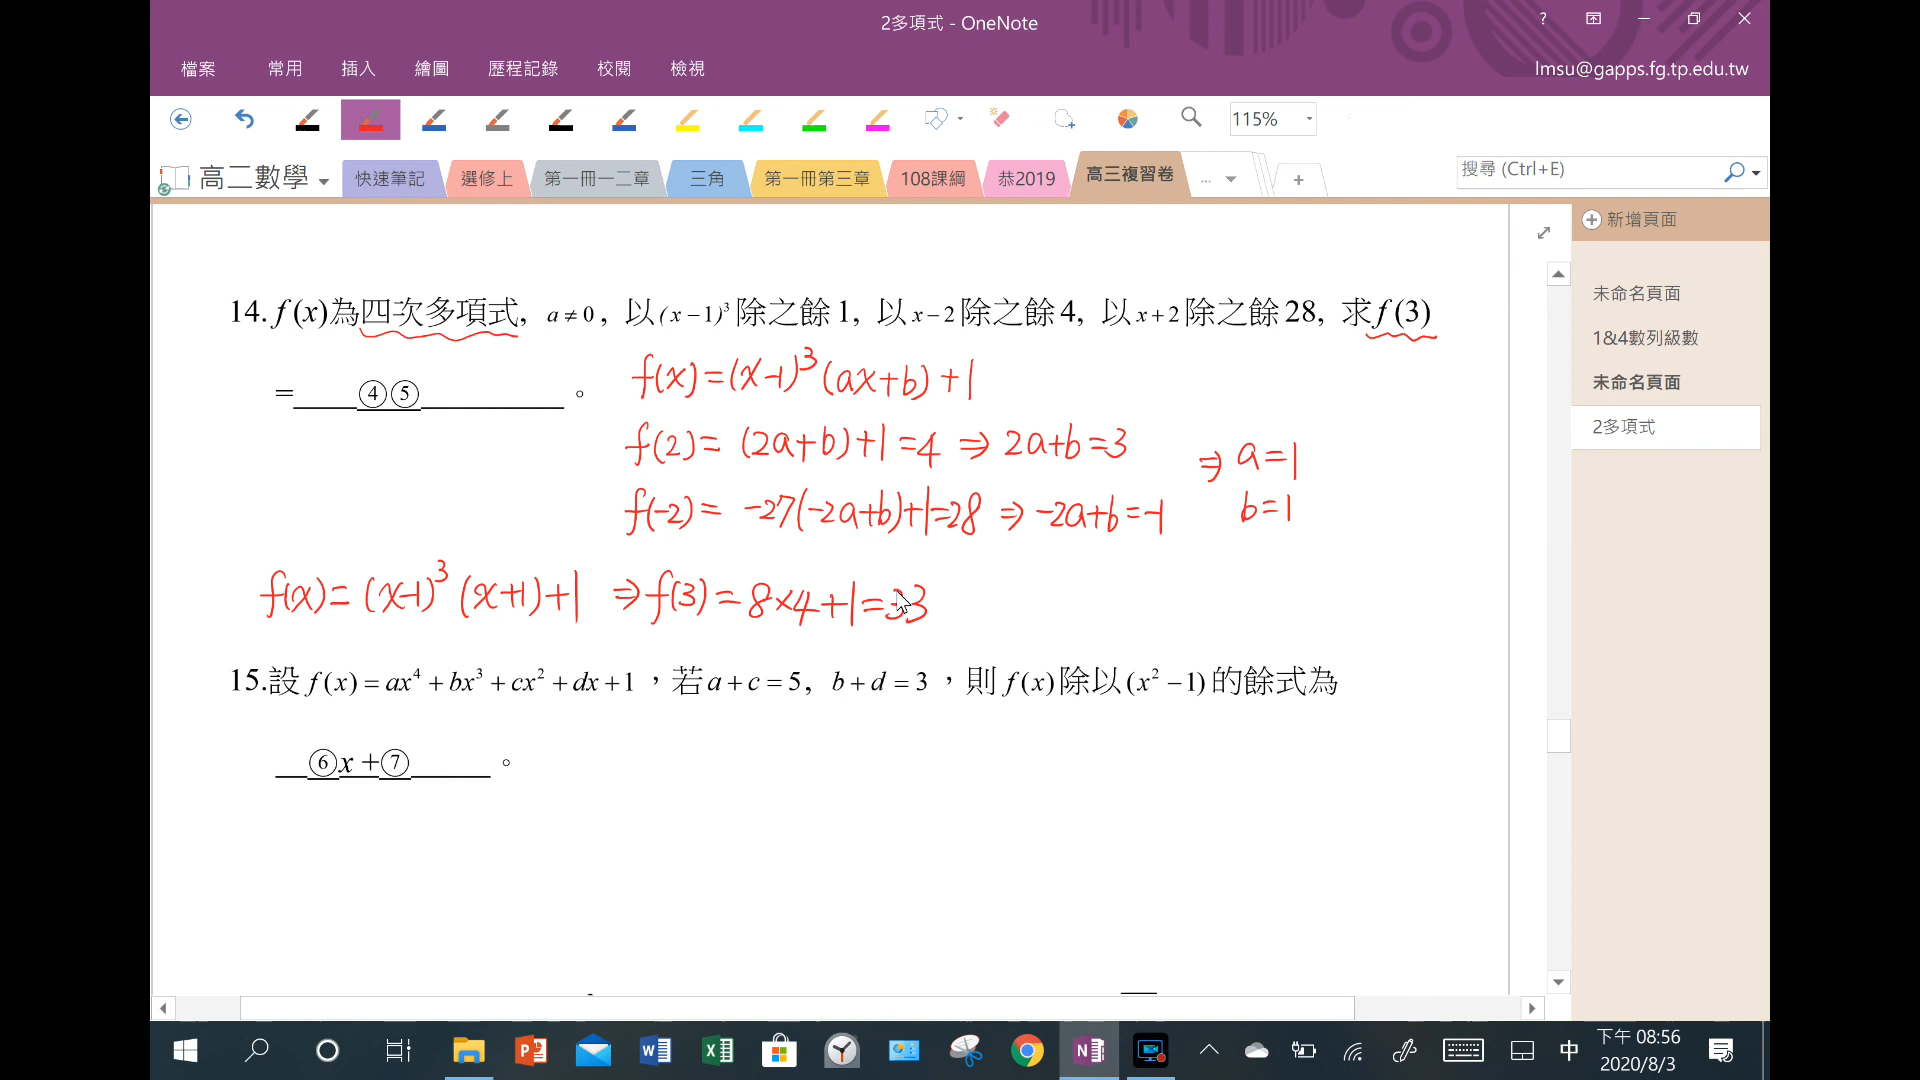 2多項式 - OneNote
?
檔案 常用 插入 繪圖 歷程記錄 校閱 檢視
lmsu@gapps.fg.tp.edu.tw
115%
高二數學 快速筆記 選修上 第一冊一二章 三角 第一冊第三章 108課綱 恭2019 高三複習卷 ... +
搜尋 (Ctrl+E)
新增頁面
未命名頁面
1&4數列級數
未命名頁面
2多項式
14. f(x)為四次多項式, a≠0, 以(x−1)³除之餘1, 以x−2除之餘4, 以x+2除之餘28, 求f(3)
=____④⑤____。
f(x)=(x-1)³(ax+b)+1
f(2)= (2a+b)+1=4 ⇒ 2a+b=3
f(-2)= -27(-2a+b)+1=28 ⇒ -2a+b=-1
⇒ a=1
b=1
f(x)=(x-1)³(x+1)+1 ⇒ f(3)=8×4+1=33
15.設 f(x)=ax⁴+bx³+cx²+dx+1,若a+c=5, b+d=3,則f(x)除以(x²−1)的餘式為
__⑥x+⑦____。
中
下午 08:56
2020/8/3